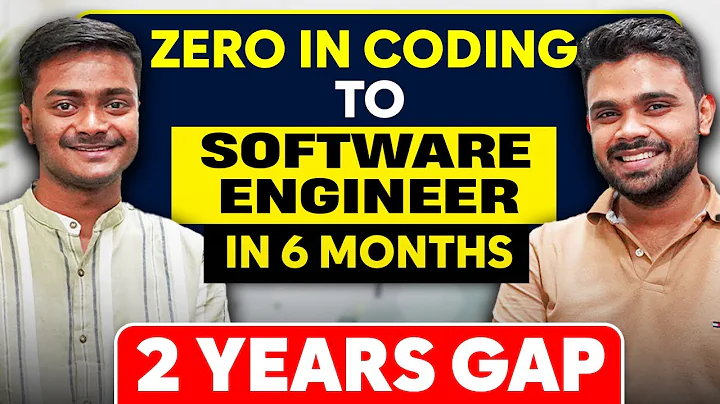 ZERO IN CODING
TO
SOFTWARE
ENGINEER
IN 6 MONTHS
2 YEARS GAP